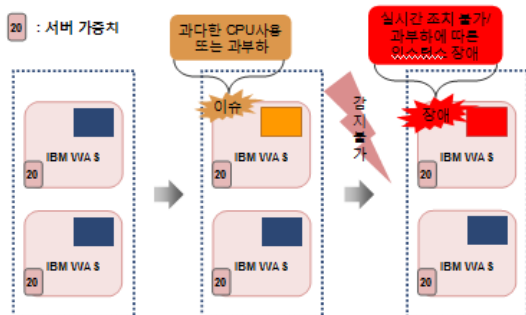 20 : 서버 가중치
과다한 CPU사용
또는 과부하
실시간 조치 불가/
과부하에 따른
인스턴스 장애
이슈
감지불가
장애
IBM WAS
20
IBM WAS
20
IBM WAS
20
IBM WAS
20
IBM WAS
20
IBM WAS
20